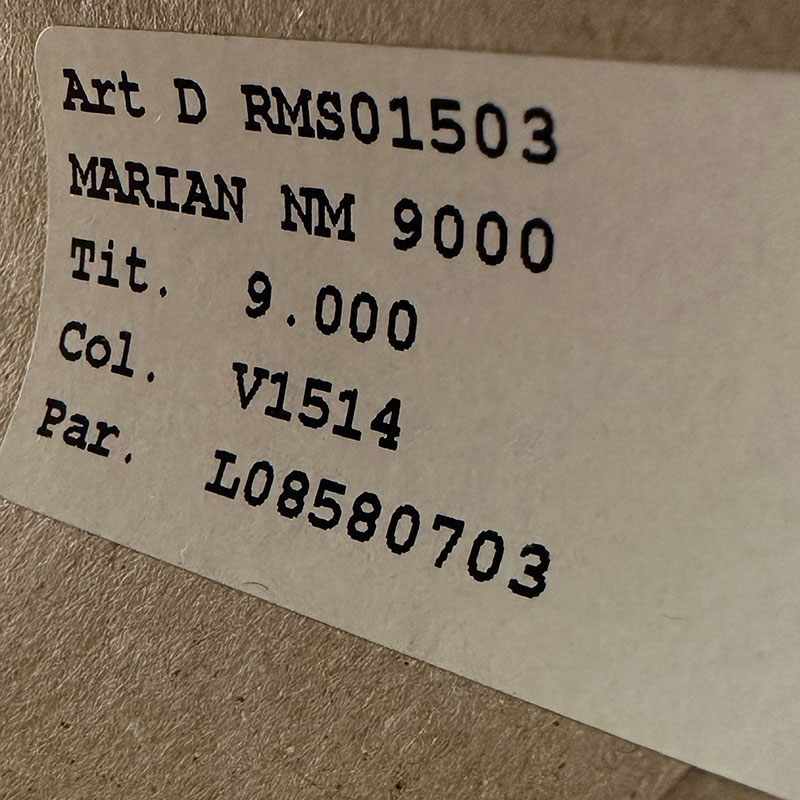 Art D RMS01503
MARIAN NM 9000
Tit. 9.000
Col. V1514
Par. L08580703